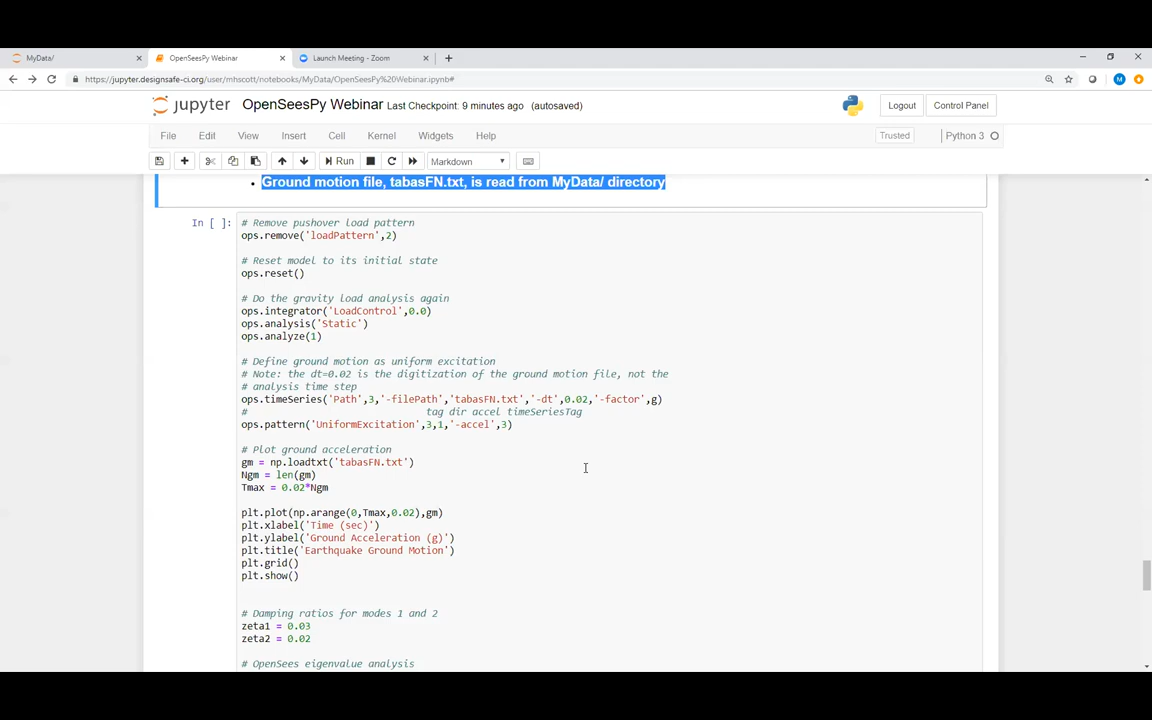 MyData/
OpenSeesPy Webinar
Launch Meeting - Zoom
https://jupyter.designsafe-ci.org/user/mhscott/notebooks/MyData/OpenSeesPy%20Webinar.ipynb#
M
jupyter OpenSeesPy Webinar Last Checkpoint: 9 minutes ago (autosaved)
Logout Control Panel
File Edit View Insert Cell Kernel Widgets Help
Trusted Python 3
Run Markdown
• Ground motion file, tabasFN.txt, is read from MyData/ directory
In [ ]: # Remove pushover load pattern
ops.remove('loadPattern',2)
# Reset model to its initial state
ops.reset()
# Do the gravity load analysis again
ops.integrator('LoadControl',0.0)
ops.analysis('Static')
ops.analyze(1)
# Define ground motion as uniform excitation
# Note: the dt=0.02 is the digitization of the ground motion file, not the
# analysis time step
ops.timeSeries('Path',3,'-filePath','tabasFN.txt','-dt',0.02,'-factor',g)
# tag dir accel timeSeriesTag
ops.pattern('UniformExcitation',3,1,'-accel',3)
# Plot ground acceleration
gm = np.loadtxt('tabasFN.txt')
Ngm = len(gm)
Tmax = 0.02*Ngm
plt.plot(np.arange(0,Tmax,0.02),gm)
plt.xlabel('Time (sec)')
plt.ylabel('Ground Acceleration (g)')
plt.title('Earthquake Ground Motion')
plt.grid()
plt.show()
# Damping ratios for modes 1 and 2
zeta1 = 0.03
zeta2 = 0.02
# OpenSees eigenvalue analysis